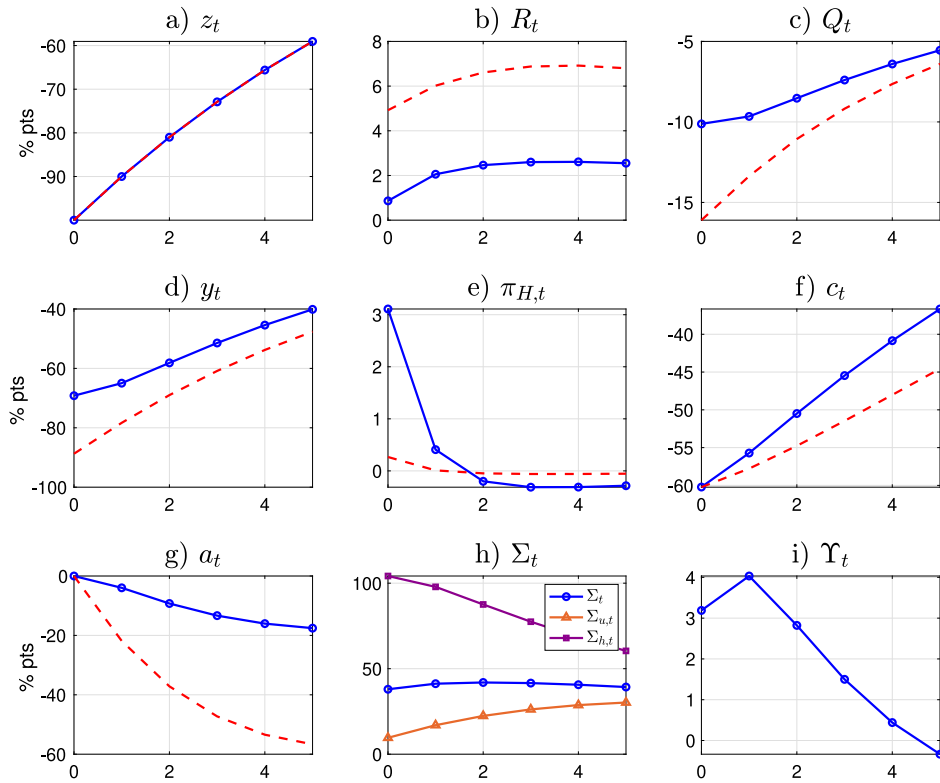 a) z_t
b) R_t
c) Q_t
% pts
-60
-70
-80
-90
0 2 4
8
6
4
2
0
0 2 4
-5
-10
-15
0 2 4
d) y_t
e) π_{H,t}
f) c_t
% pts
-40
-60
-80
-100
0 2 4
3
2
1
0
0 2 4
-40
-45
-50
-55
-60
0 2 4
g) a_t
h) Σ_t
i) Υ_t
% pts
0
-20
-40
-60
0 2 4
100
50
0
0 2 4
Σ_t
Σ_{u,t}
Σ_{h,t}
4
3
2
1
0
0 2 4